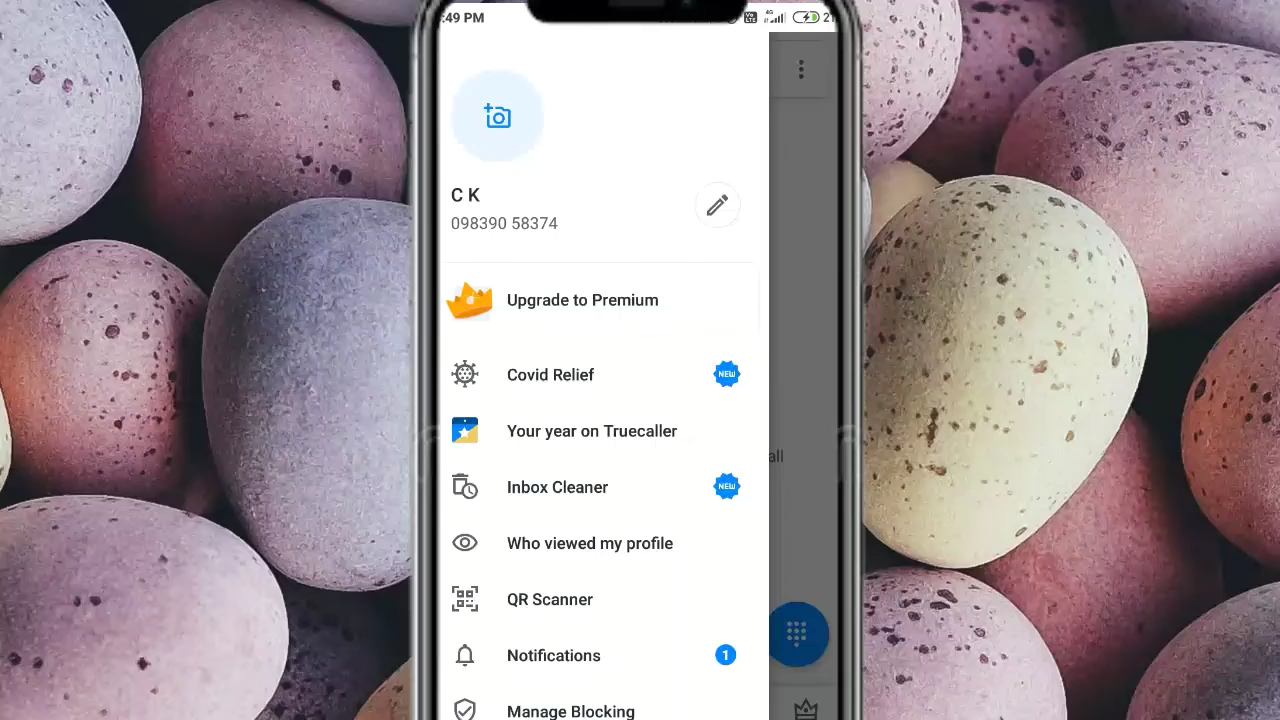 :49 PM
C K
098390 58374
Upgrade to Premium
Covid Relief NEW
Your year on Truecaller
Inbox Cleaner NEW
all
Who viewed my profile
QR Scanner
Notifications 1
Manage Blocking